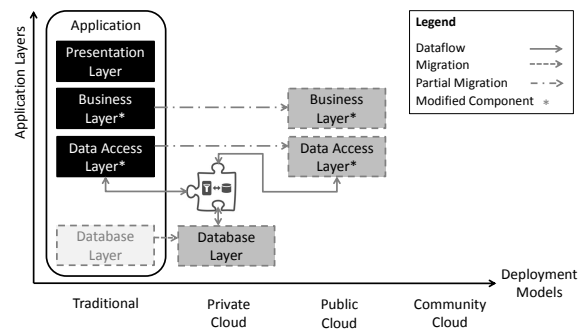 Application Layers
Application
Presentation
Layer
Business
Layer*
Data Access
Layer*
Database
Layer
Business
Layer*
Data Access
Layer*
Database
Layer
Legend
Dataflow
Migration
Partial Migration
Modified Component *
Traditional
Private
Cloud
Public
Cloud
Community
Cloud
Deployment
Models